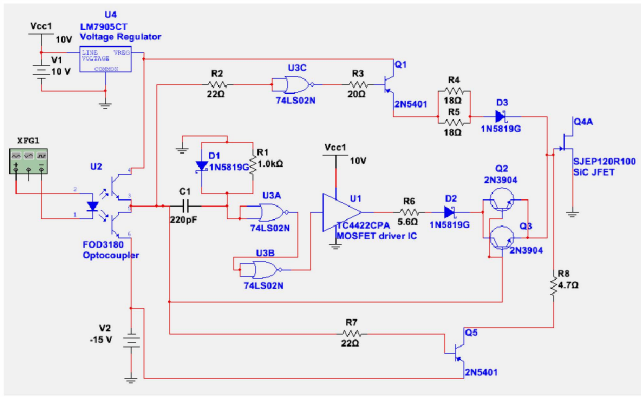 U4
LM7905CT
Voltage Regulator
Vcc1
10V
LINE VREG
VOLTAGE
COMMON
V1
10 V
XFG1
U2
FOD3180
Optocoupler
V2
-15 V
R2
22Ω
U3C
74LS02N
R3
20Ω
Q1
2N5401
R4
18Ω
R5
18Ω
D3
1N5819G
Q4A
SJEP120R100
SiC JFET
D1
1N5819G
R1
1.0kΩ
C1
220pF
U3A
74LS02N
U3B
74LS02N
Vcc1
10V
U1
TC4422CPA
MOSFET driver IC
R6
5.6Ω
D2
1N5819G
Q2
2N3904
Q3
2N3904
R8
4.7Ω
R7
22Ω
Q5
2N5401